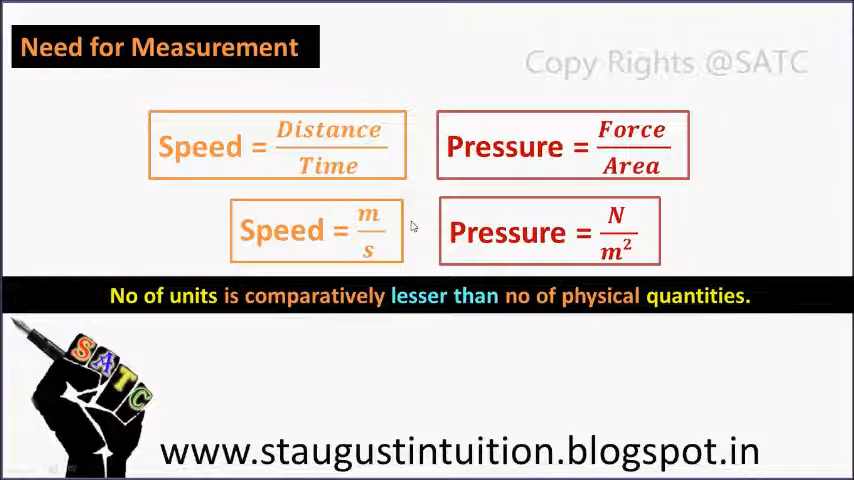 Need for Measurement
Copy Rights @SATC
Speed = Distance / Time
Pressure = Force / Area
Speed = m / s
Pressure = N / m²
No of units is comparatively lesser than no of physical quantities.
SATC
www.staugustintuition.blogspot.in